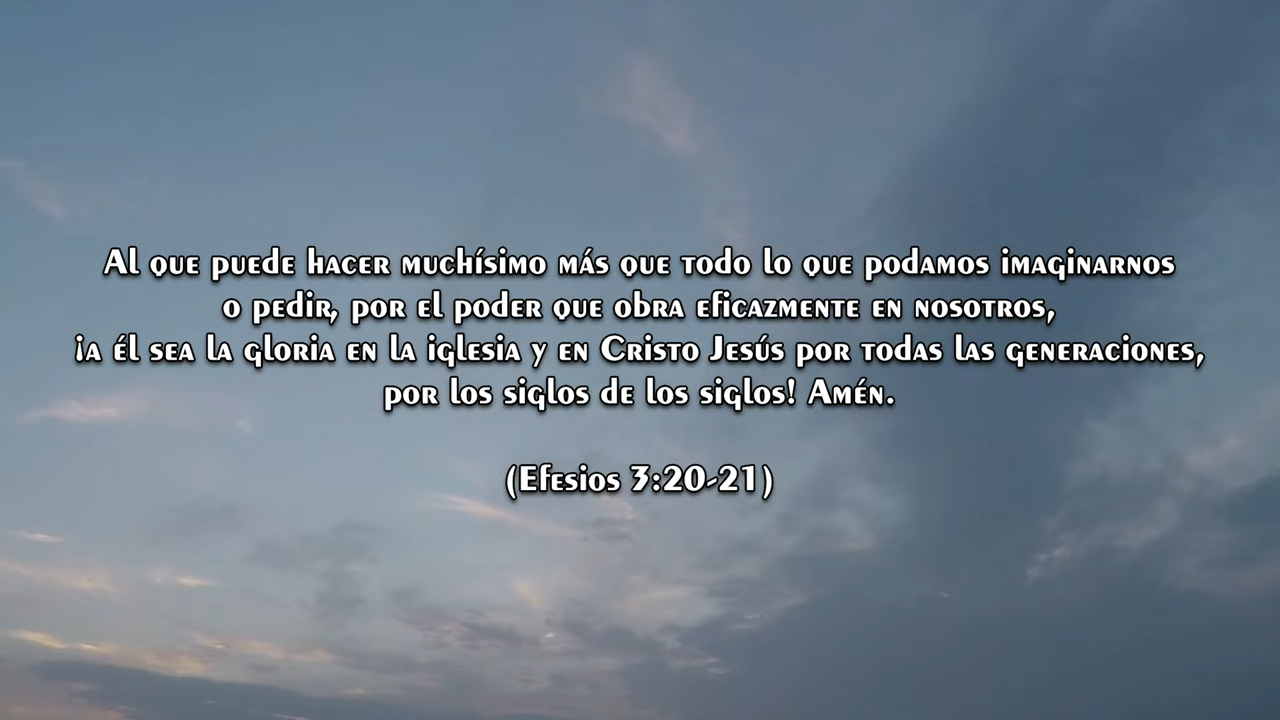 Al que puede hacer muchísimo más que todo lo que podamos imaginarnos
o pedir, por el poder que obra eficazmente en nosotros,
¡a él sea la gloria en la iglesia y en Cristo Jesús por todas las generaciones,
por los siglos de los siglos! Amén.
(Efesios 3:20-21)